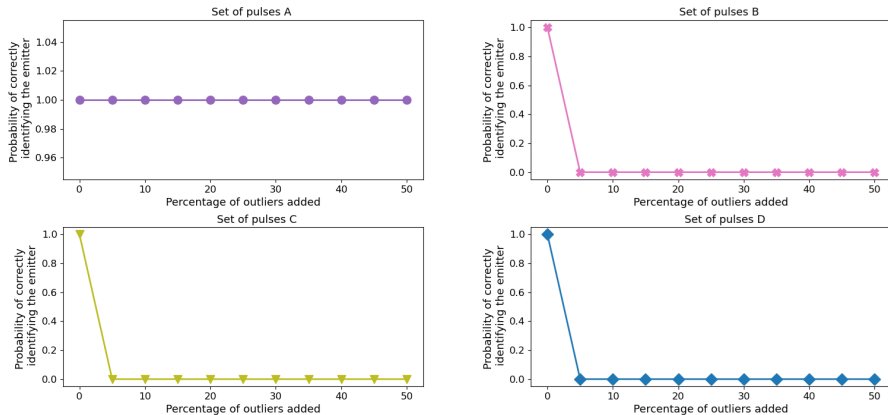 Set of pulses A
Probability of correctly
identifying the emitter
1.04
1.02
1.00
0.98
0.96
0 10 20 30 40 50
Percentage of outliers added
Set of pulses B
Probability of correctly
identifying the emitter
1.0
0.8
0.6
0.4
0.2
0.0
0 10 20 30 40 50
Percentage of outliers added
Set of pulses C
Probability of correctly
identifying the emitter
1.0
0.8
0.6
0.4
0.2
0.0
0 10 20 30 40 50
Percentage of outliers added
Set of pulses D
Probability of correctly
identifying the emitter
1.0
0.8
0.6
0.4
0.2
0.0
0 10 20 30 40 50
Percentage of outliers added